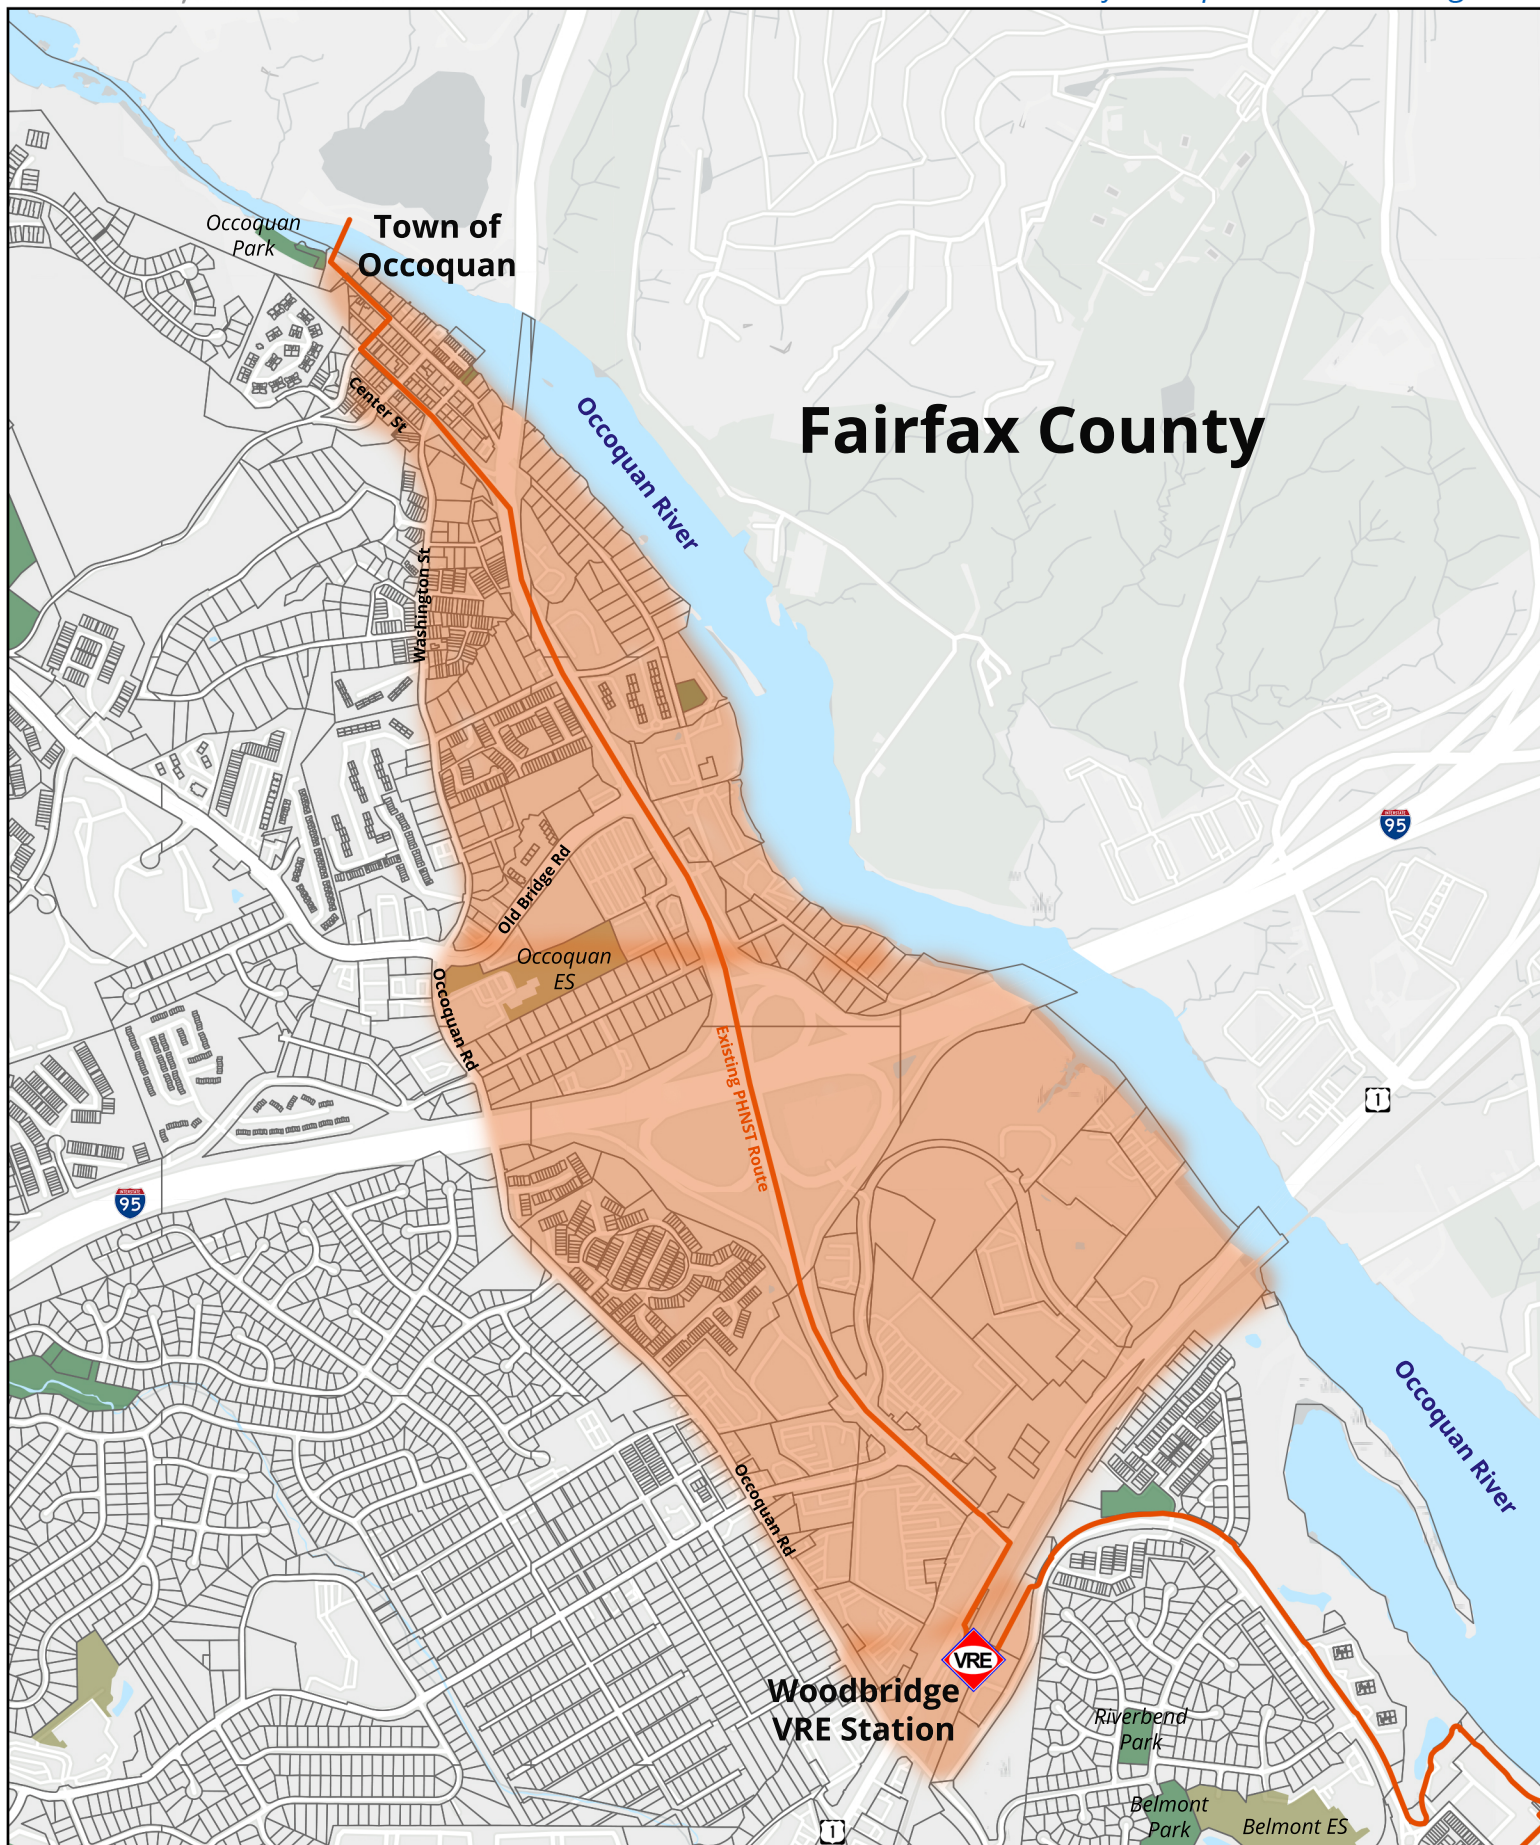 Occoquan
Park
Town of
Occoquan
Center St
Fairfax County
Occoquan River
Washington St
INTERSTATE
95
Old Bridge Rd
Occoquan
ES
Occoquan Rd
Existing PHNST Route
1
INTERSTATE
95
Occoquan River
Occoquan Rd
VRE
Woodbridge
VRE Station
Riverbend
Park
Belmont
Park
Belmont ES
1